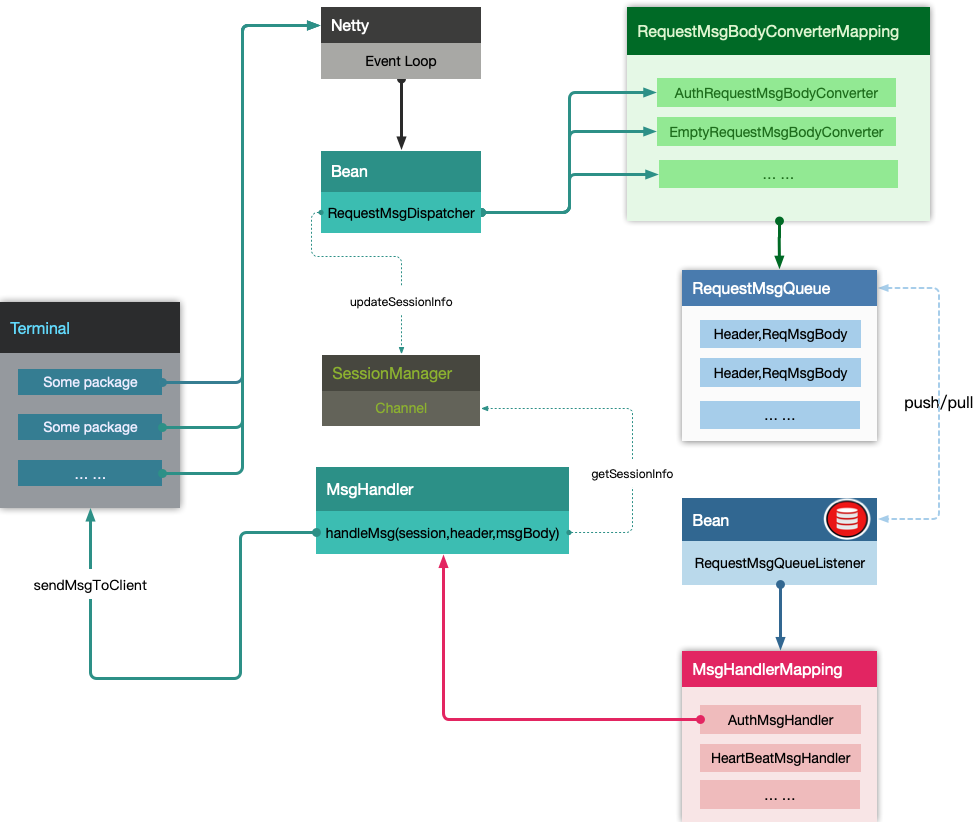 Netty
Event Loop
RequestMsgBodyConverterMapping
AuthRequestMsgBodyConverter
EmptyRequestMsgBodyConverter
... ...
Bean
RequestMsgDispatcher
updateSessionInfo
RequestMsgQueue
Header,ReqMsgBody
Header,ReqMsgBody
... ...
Terminal
Some package
Some package
... ...
SessionManager
Channel
push/pull
getSessionInfo
MsgHandler
handleMsg(session,header,msgBody)
Bean
RequestMsgQueueListener
sendMsgToClient
MsgHandlerMapping
AuthMsgHandler
HeartBeatMsgHandler
... ...